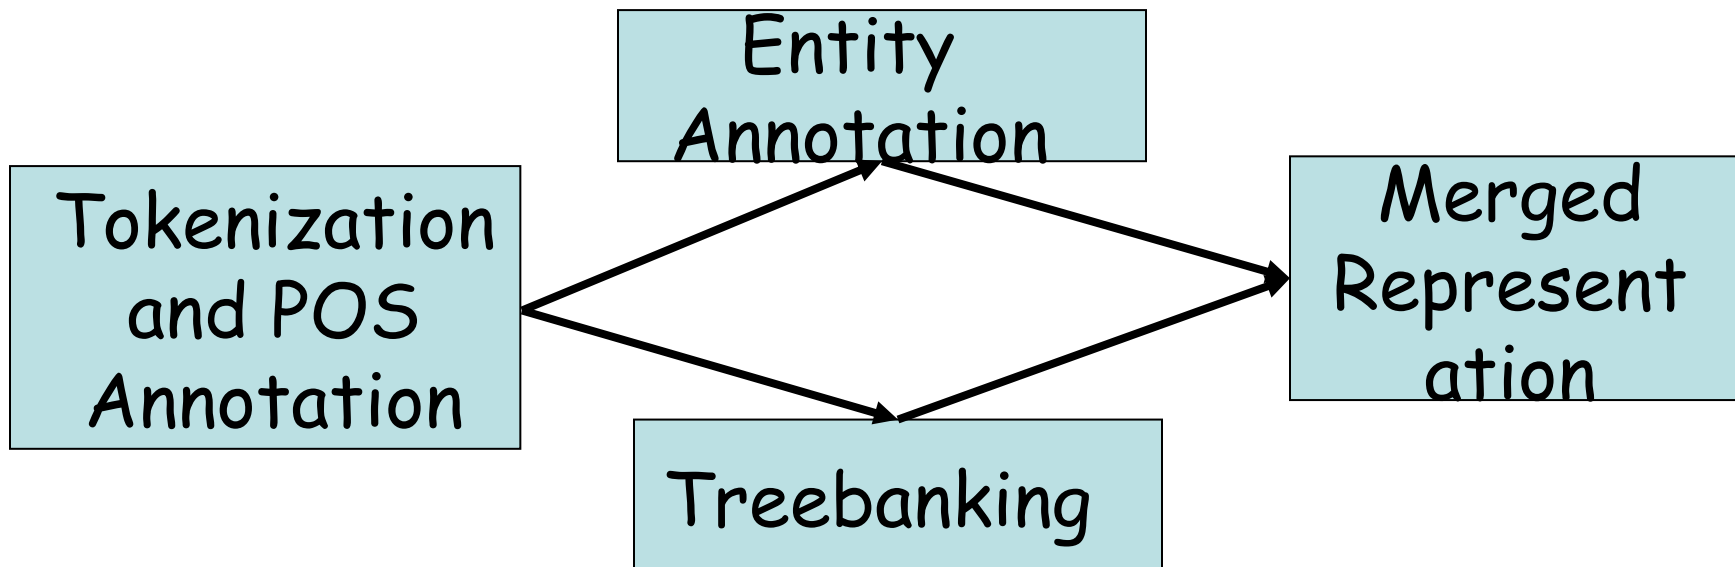 Entity
Annotation
Tokenization
and POS
Annotation
Merged
Represent
ation
Treebanking